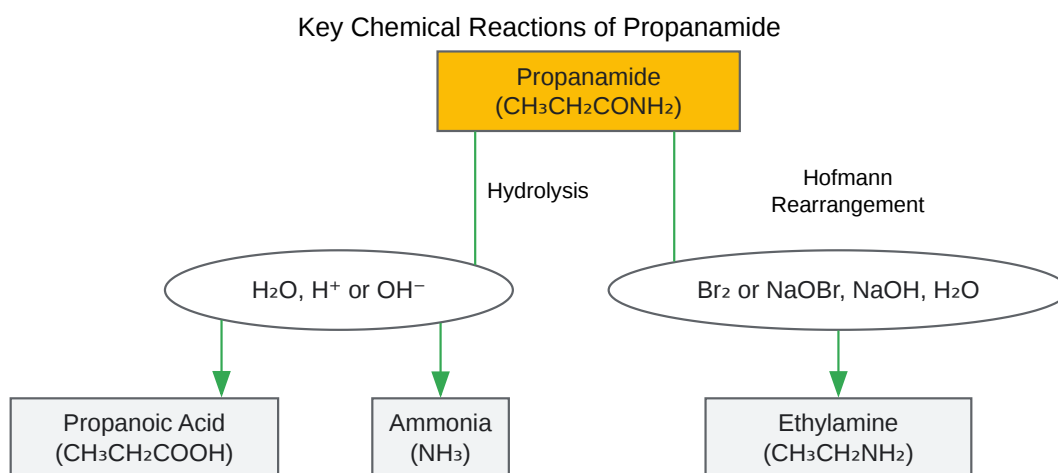 Key Chemical Reactions of Propanamide
Propanamide
(CH₃CH₂CONH₂)
Hydrolysis
Hofmann
Rearrangement
H₂O, H⁺ or OH⁻
Br₂ or NaOBr, NaOH, H₂O
Propanoic Acid
(CH₃CH₂COOH)
Ammonia
(NH₃)
Ethylamine
(CH₃CH₂NH₂)